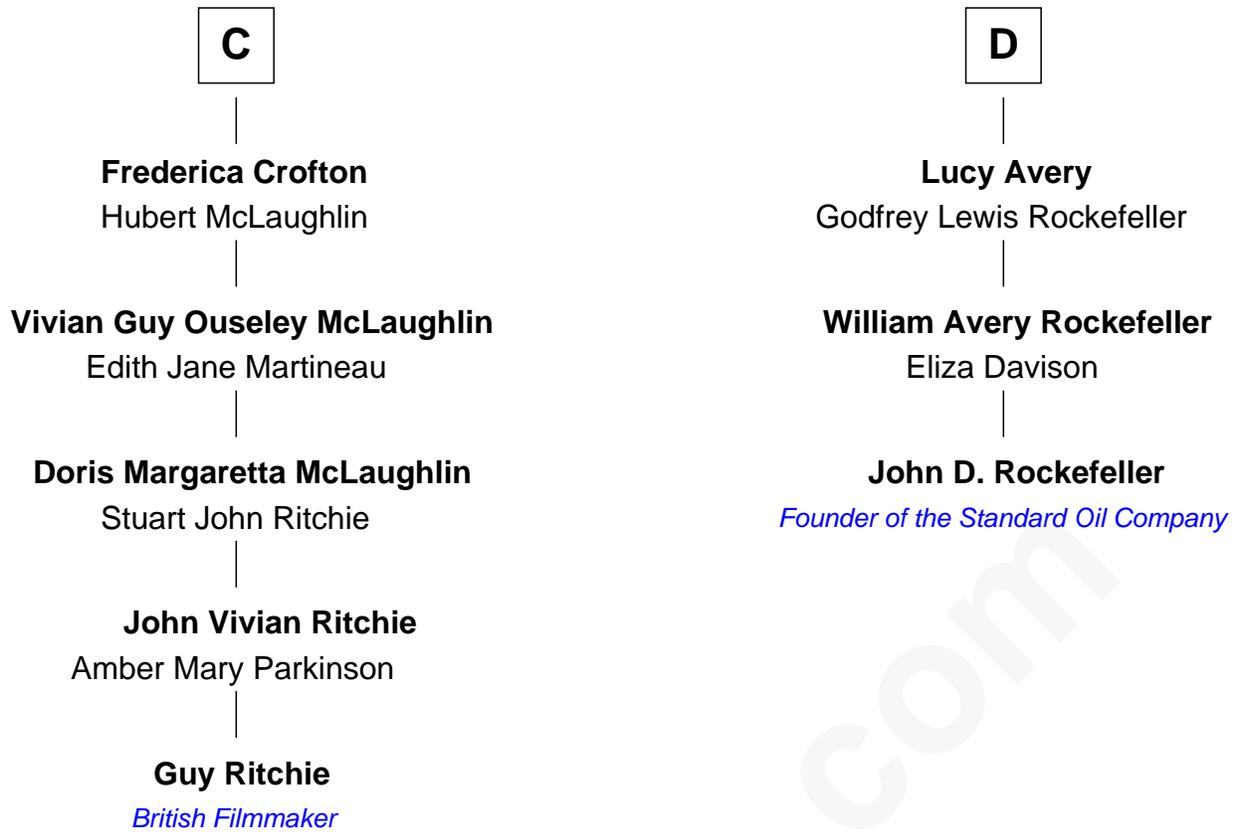 C
Frederica Crofton
Hubert McLaughlin
Vivian Guy Ouseley McLaughlin
Edith Jane Martineau
Doris Margaretta McLaughlin
Stuart John Ritchie
John Vivian Ritchie
Amber Mary Parkinson
Guy Ritchie
British Filmmaker
D
Lucy Avery
Godfrey Lewis Rockefeller
William Avery Rockefeller
Eliza Davison
John D. Rockefeller
Founder of the Standard Oil Company
com